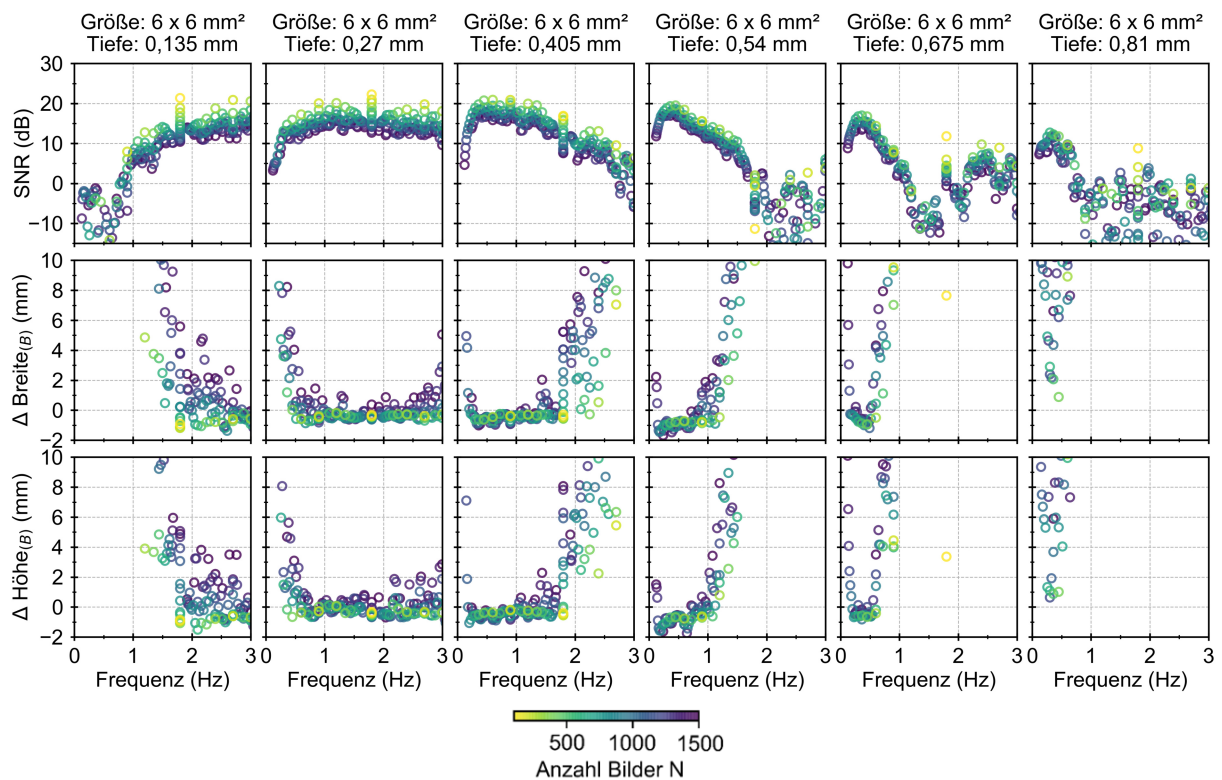 Größe: 6 x 6 mm² Größe: 6 x 6 mm² Größe: 6 x 6 mm² Größe: 6 x 6 mm² Größe: 6 x 6 mm² Größe: 6 x 6 mm²
Tiefe: 0,135 mm Tiefe: 0,27 mm Tiefe: 0,405 mm Tiefe: 0,54 mm Tiefe: 0,675 mm Tiefe: 0,81 mm
SNR (dB)
30
20
10
0
−10
Δ Breite(B) (mm)
10
8
6
4
2
0
−2
Δ Höhe(B) (mm)
10
8
6
4
2
0
−2
0 1 2 3 0 1 2 3 0 1 2 3 0 1 2 3 0 1 2 3 0 1 2 3
Frequenz (Hz) Frequenz (Hz) Frequenz (Hz) Frequenz (Hz) Frequenz (Hz) Frequenz (Hz)
500 1000 1500
Anzahl Bilder N